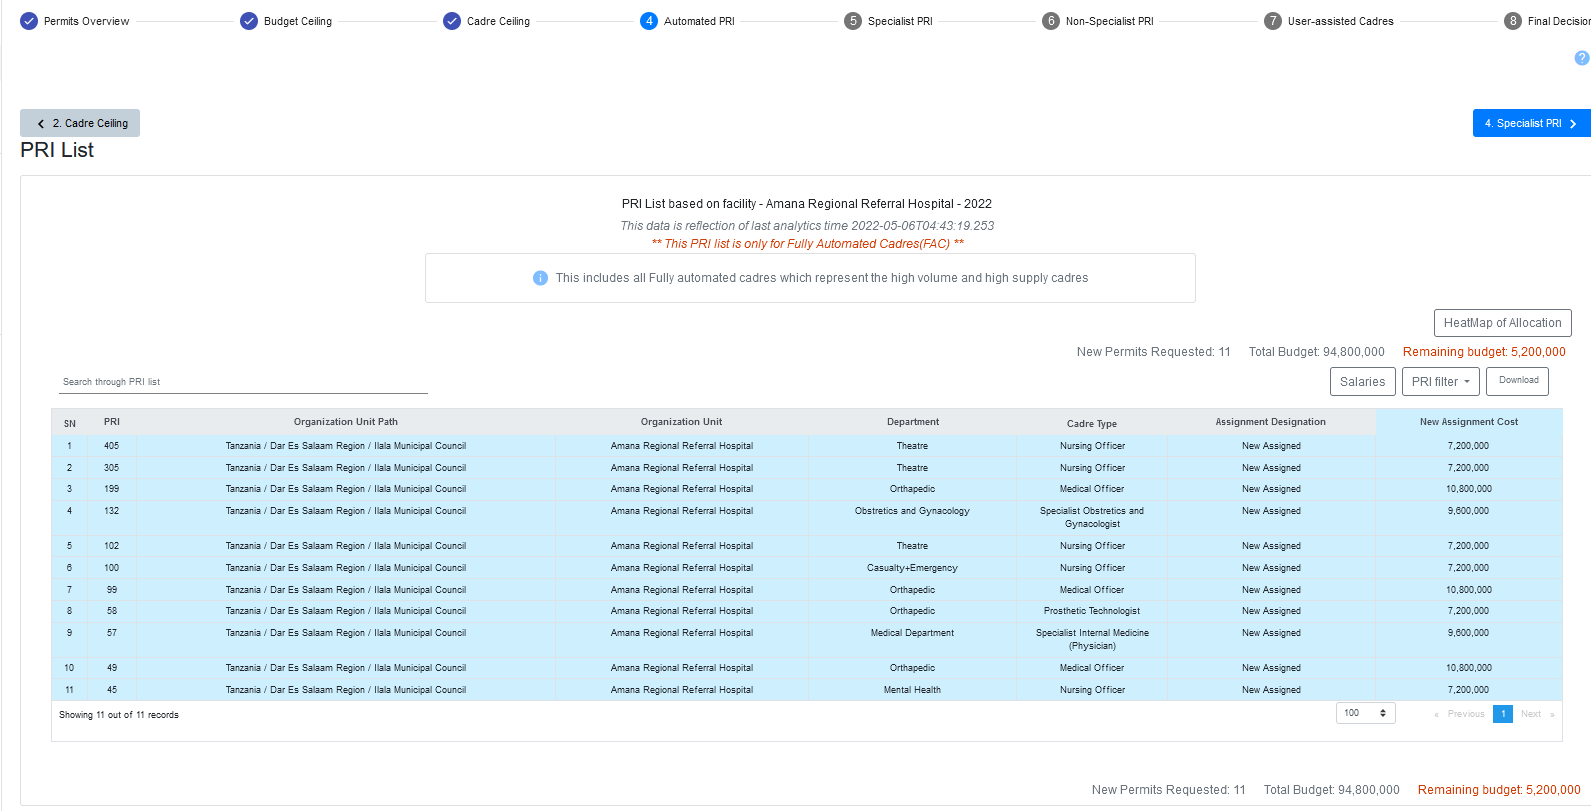 Permits Overview
Budget Ceiling
Cadre Ceiling
4 Automated PRI
5 Specialist PRI
6 Non-Specialist PRI
7 User-assisted Cadres
8 Final Decision
?
2. Cadre Ceiling
4. Specialist PRI
PRI List
PRI List based on facility - Amana Regional Referral Hospital - 2022
This data is reflection of last analytics time 2022-05-06T04:43:19.253
** This PRI list is only for Fully Automated Cadres(FAC) **
i This includes all Fully automated cadres which represent the high volume and high supply cadres
HeatMap of Allocation
New Permits Requested: 11 Total Budget: 94,800,000 Remaining budget: 5,200,000
Search through PRI list
Salaries PRI filter Download
SN PRI Organization Unit Path Organization Unit Department Cadre Type Assignment Designation New Assignment Cost
1 405 Tanzania / Dar Es Salaam Region / Ilala Municipal Council Amana Regional Referral Hospital Theatre Nursing Officer New Assigned 7,200,000
2 305 Tanzania / Dar Es Salaam Region / Ilala Municipal Council Amana Regional Referral Hospital Theatre Nursing Officer New Assigned 7,200,000
3 199 Tanzania / Dar Es Salaam Region / Ilala Municipal Council Amana Regional Referral Hospital Orthapedic Medical Officer New Assigned 10,800,000
4 132 Tanzania / Dar Es Salaam Region / Ilala Municipal Council Amana Regional Referral Hospital Obstretics and Gynacology Specialist Obstretics and New Assigned 9,600,000
Gynacologist
5 102 Tanzania / Dar Es Salaam Region / Ilala Municipal Council Amana Regional Referral Hospital Theatre Nursing Officer New Assigned 7,200,000
6 100 Tanzania / Dar Es Salaam Region / Ilala Municipal Council Amana Regional Referral Hospital Casualty+Emergency Nursing Officer New Assigned 7,200,000
7 99 Tanzania / Dar Es Salaam Region / Ilala Municipal Council Amana Regional Referral Hospital Orthapedic Medical Officer New Assigned 10,800,000
8 58 Tanzania / Dar Es Salaam Region / Ilala Municipal Council Amana Regional Referral Hospital Orthapedic Prosthetic Technologist New Assigned 7,200,000
9 57 Tanzania / Dar Es Salaam Region / Ilala Municipal Council Amana Regional Referral Hospital Medical Department Specialist Internal Medicine New Assigned 9,600,000
(Physician)
10 49 Tanzania / Dar Es Salaam Region / Ilala Municipal Council Amana Regional Referral Hospital Orthapedic Medical Officer New Assigned 10,800,000
11 45 Tanzania / Dar Es Salaam Region / Ilala Municipal Council Amana Regional Referral Hospital Mental Health Nursing Officer New Assigned 7,200,000
Showing 11 out of 11 records 100 « Previous 1 Next »
New Permits Requested: 11 Total Budget: 94,800,000 Remaining budget: 5,200,000